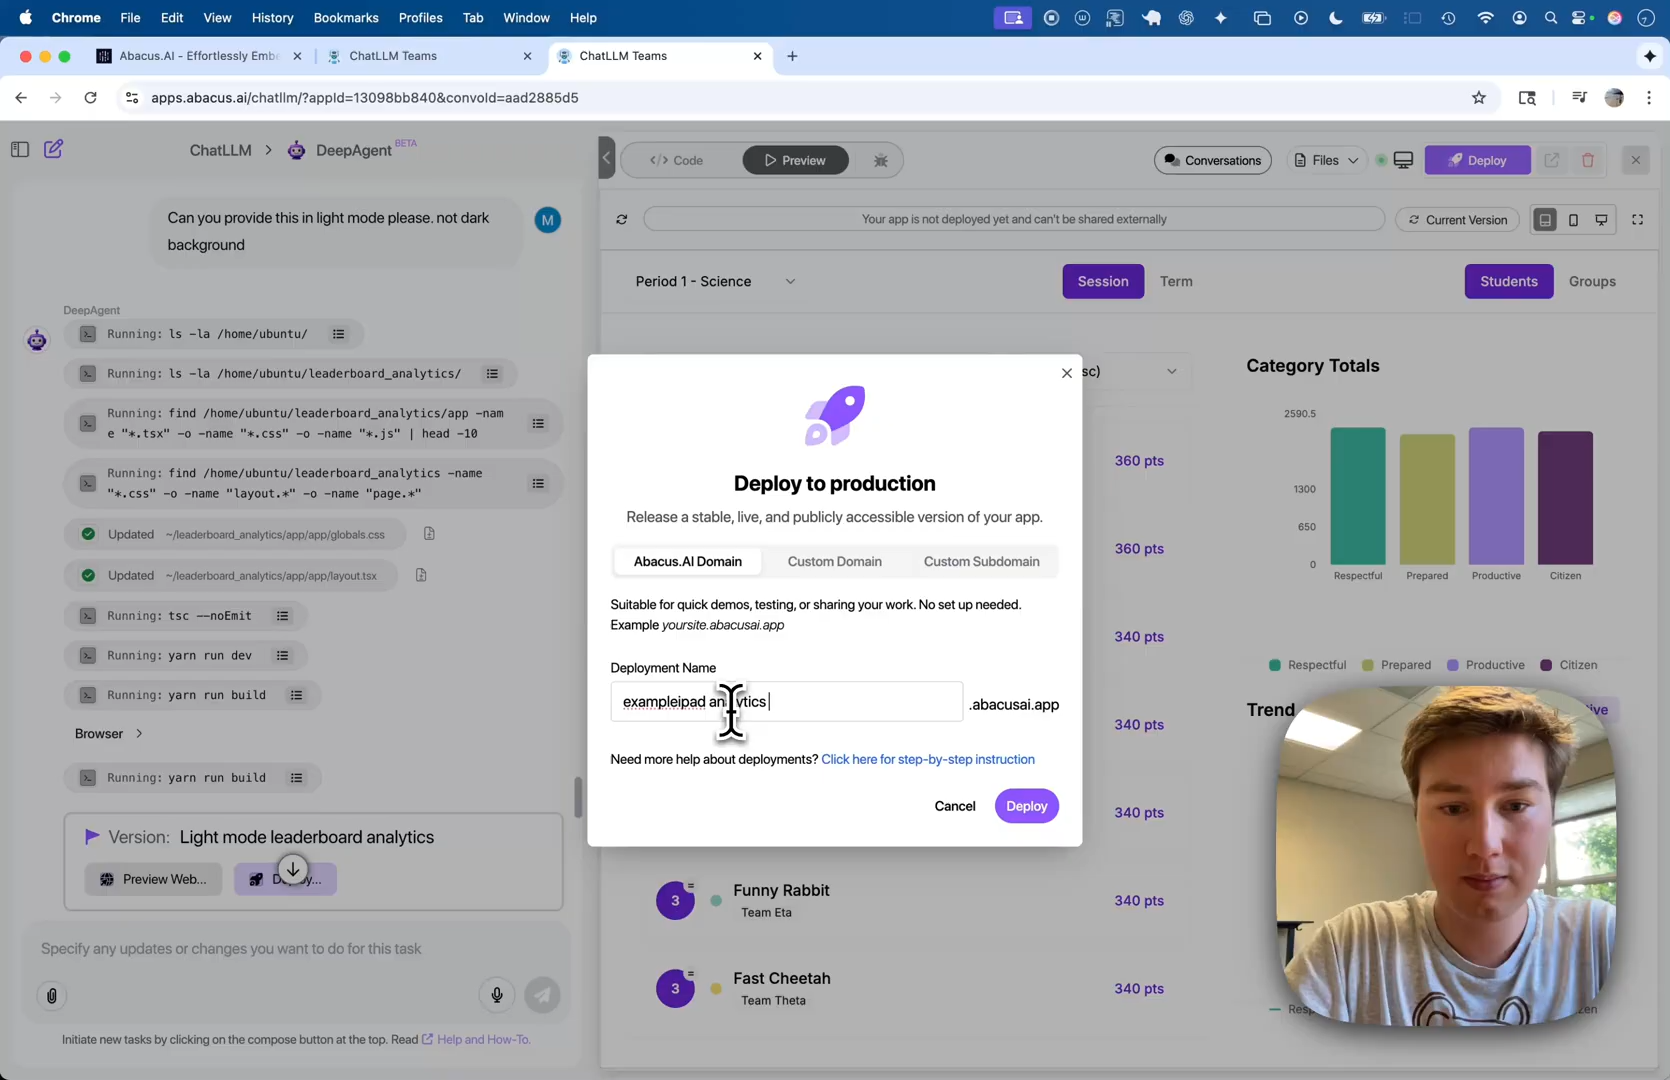 Chrome File Edit View History Bookmarks Profiles Tab Window Help
Abacus.AI - Effortlessly Embe
ChatLLM Teams
ChatLLM Teams
apps.abacus.ai/chatllm/?appId=13098bb840&convoId=aad2885d5
ChatLLM > DeepAgent BETA
Can you provide this in light mode please. not dark
background
M
DeepAgent
Running: ls -la /home/ubuntu/
Running: ls -la /home/ubuntu/leaderboard_analytics/
Running: find /home/ubuntu/leaderboard_analytics/app -nam
e "*.tsx" -o -name "*.css" -o -name "*.js" | head -10
Running: find /home/ubuntu/leaderboard_analytics -name
"*.css" -o -name "layout.*" -o -name "page.*"
Updated ~/leaderboard_analytics/app/app/globals.css
Updated ~/leaderboard_analytics/app/app/layout.tsx
Running: tsc --noEmit
Running: yarn run dev
Running: yarn run build
Browser >
Running: yarn run build
Version: Light mode leaderboard analytics
Preview Web...
Specify any updates or changes you want to do for this task
Initiate new tasks by clicking on the compose button at the top. Read Help and How-To.
</> Code
Preview
Conversations
Files
Deploy
Your app is not deployed yet and can't be shared externally
Current Version
Period 1 - Science
Session
Term
Students
Groups
sc)
360 pts
360 pts
340 pts
340 pts
340 pts
3
Funny Rabbit
Team Eta
340 pts
3
Fast Cheetah
Team Theta
340 pts
Category Totals
2590.5
1300
650
0
Respectful Prepared Productive Citizen
Respectful Prepared Productive Citizen
Trend
Deploy to production
Release a stable, live, and publicly accessible version of your app.
Abacus.AI Domain
Custom Domain
Custom Subdomain
Suitable for quick demos, testing, or sharing your work. No set up needed.
Example yoursite.abacusai.app
Deployment Name
exampleipad analytics
.abacusai.app
Need more help about deployments? Click here for step-by-step instruction
Cancel
Deploy